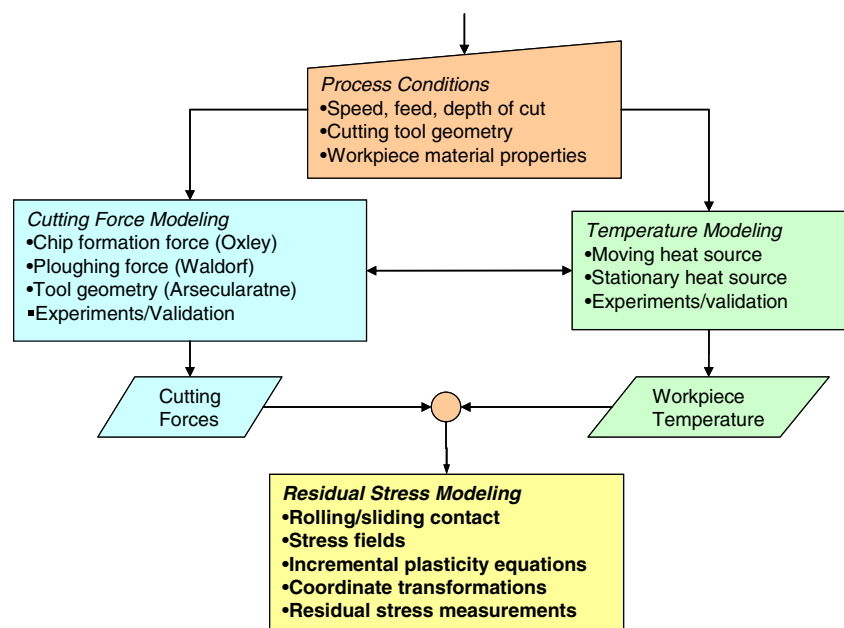 Process Conditions
•Speed, feed, depth of cut
•Cutting tool geometry
•Workpiece material properties
Cutting Force Modeling
•Chip formation force (Oxley)
•Ploughing force (Waldorf)
•Tool geometry (Arsecularatne)
▪Experiments/Validation
Temperature Modeling
•Moving heat source
•Stationary heat source
•Experiments/validation
Cutting
Forces
Workpiece
Temperature
Residual Stress Modeling
•Rolling/sliding contact
•Stress fields
•Incremental plasticity equations
•Coordinate transformations
•Residual stress measurements